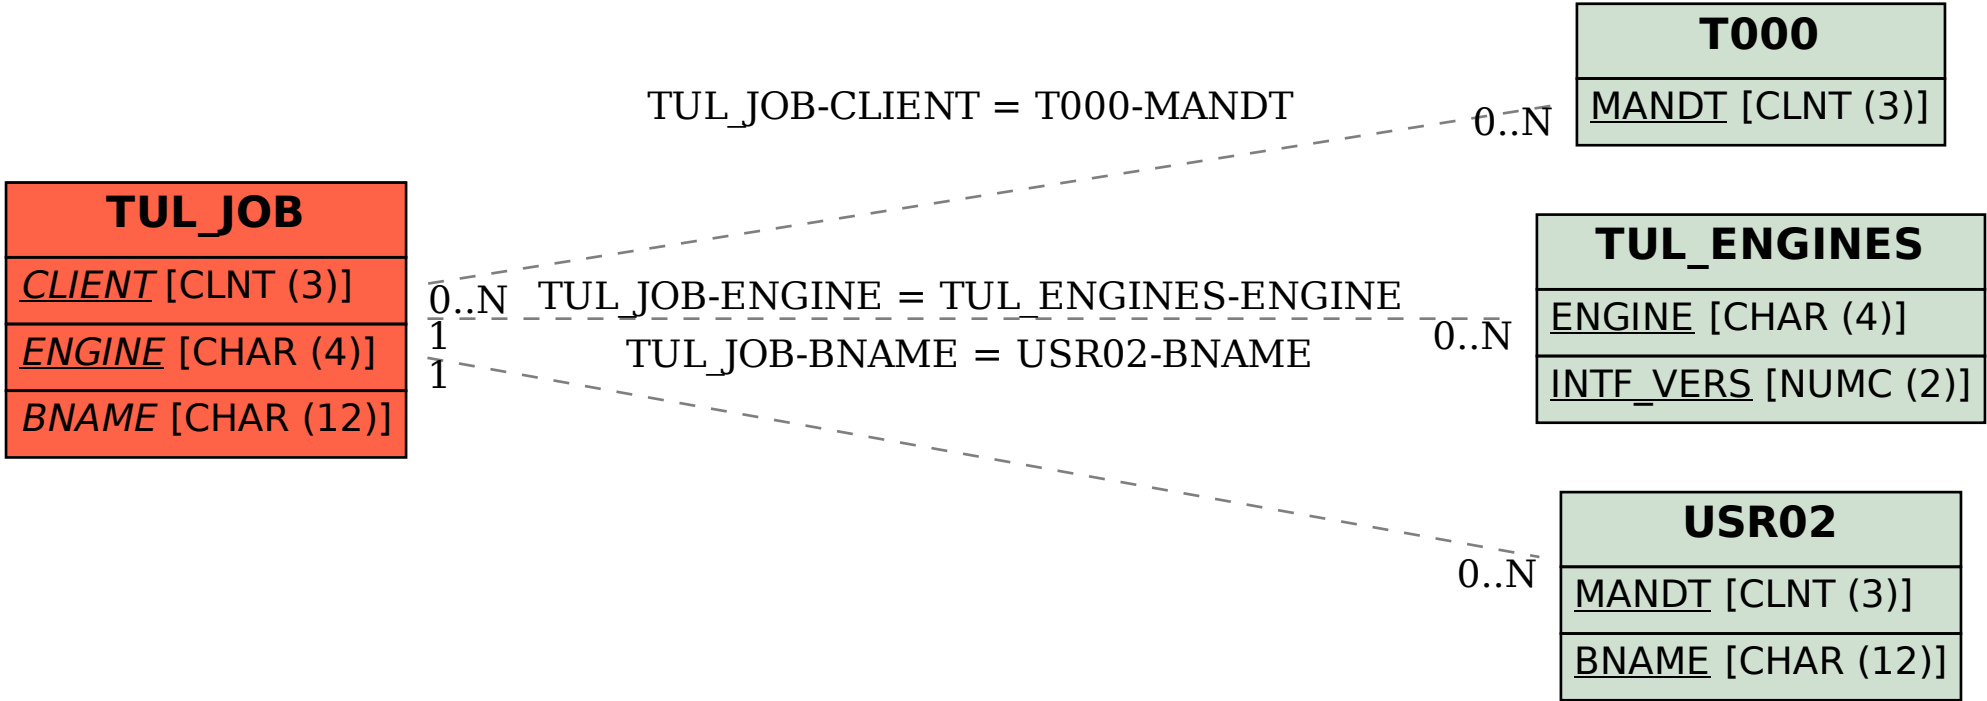 TUL_JOB
CLIENT [CLNT (3)]
ENGINE [CHAR (4)]
BNAME [CHAR (12)]
TUL_JOB-CLIENT = T000-MANDT
0..N
0..N
TUL_JOB-ENGINE = TUL_ENGINES-ENGINE
1
0..N
TUL_JOB-BNAME = USR02-BNAME
1
0..N
T000
MANDT [CLNT (3)]
TUL_ENGINES
ENGINE [CHAR (4)]
INTF_VERS [NUMC (2)]
USR02
MANDT [CLNT (3)]
BNAME [CHAR (12)]